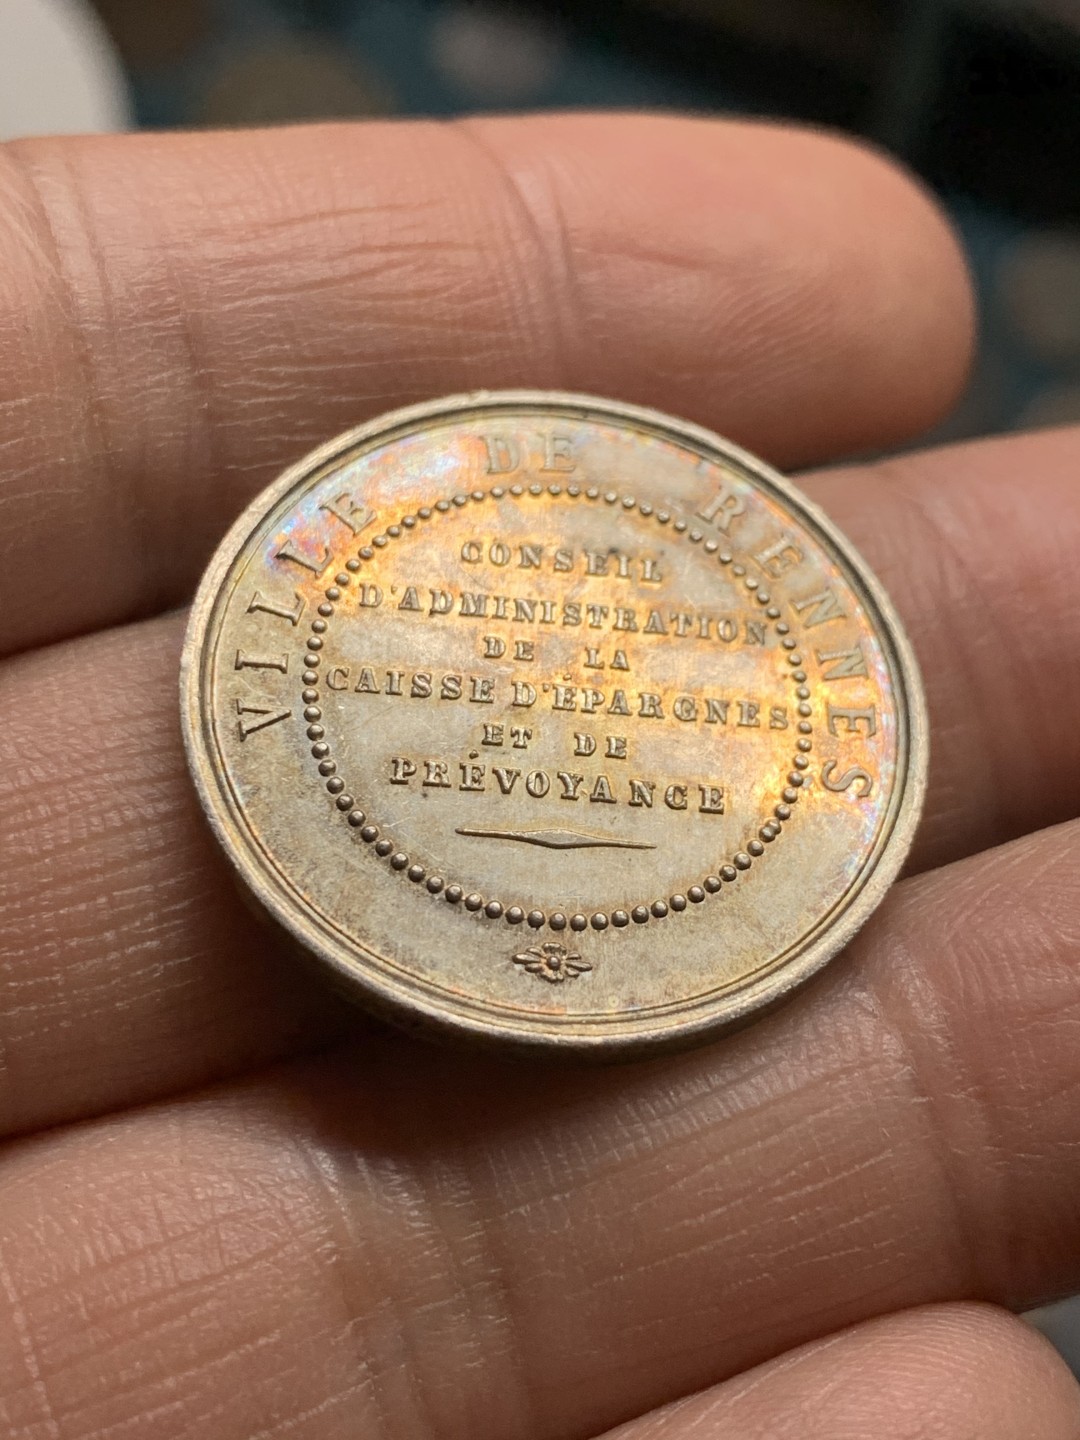 VILLE DE RENNES
CONSEIL
D'ADMINISTRATION
DE LA
CAISSE D'ÉPARGNES
ET DE
PRÉVOYANCE